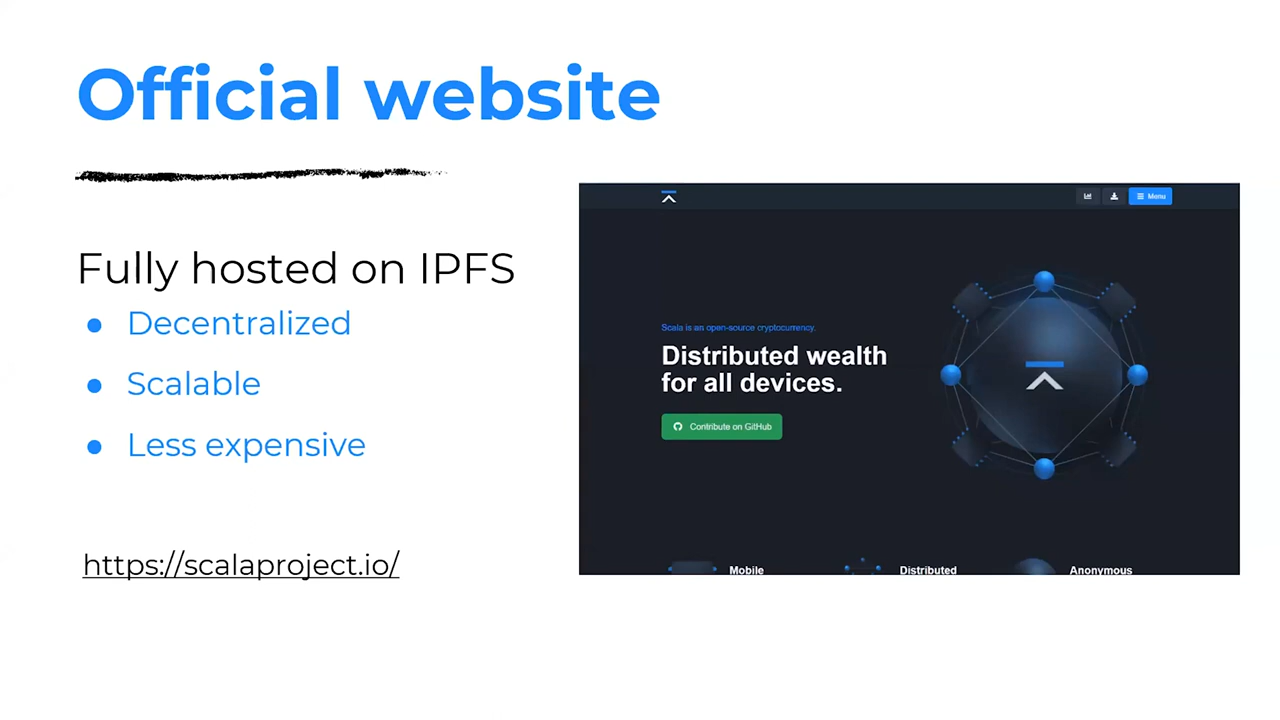 Official website
Fully hosted on IPFS
Decentralized
Scalable
Less expensive
https://scalaproject.io/
Menu
Scala is an open-source cryptocurrency.
Distributed wealth
for all devices.
Contribute on GitHub
Mobile
Distributed
Anonymous